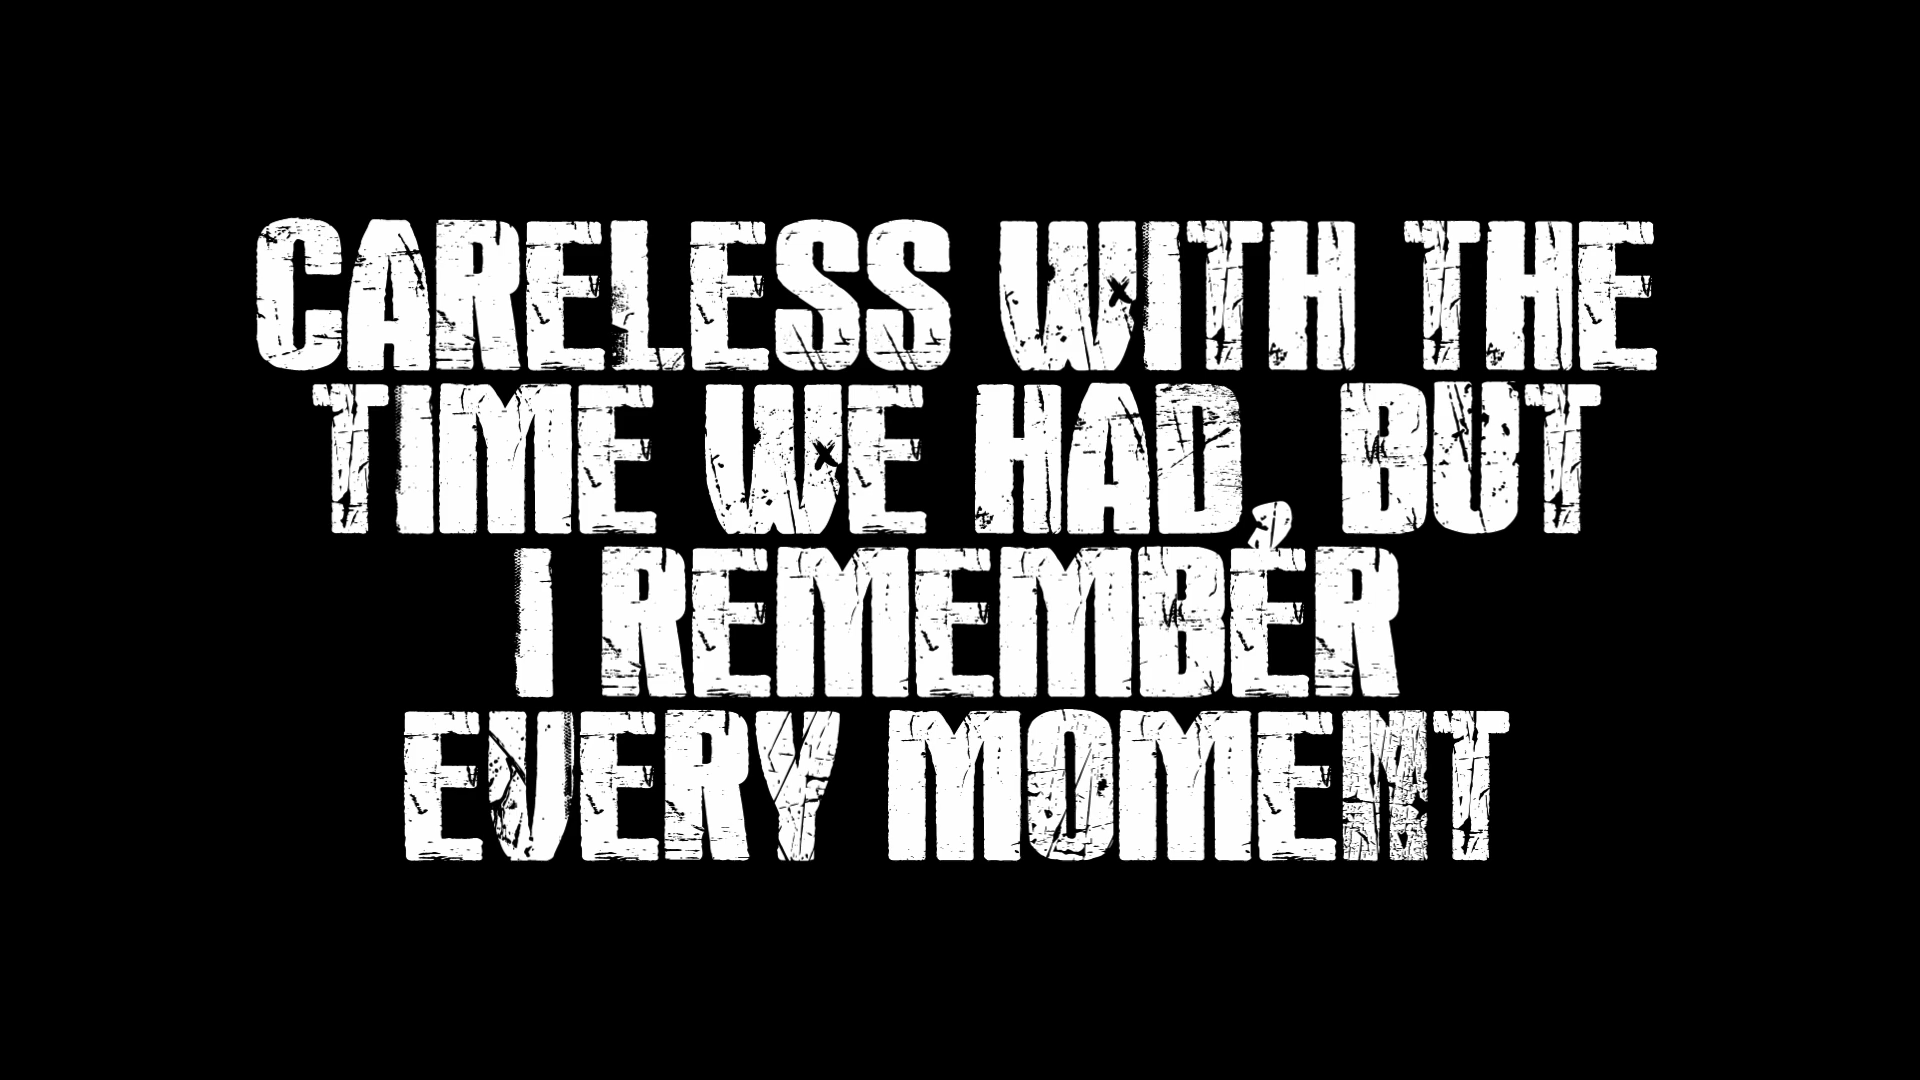 CARELESS WITH THE
TIME WE HAD, BUT
I REMEMBER
EVERY MOMENT